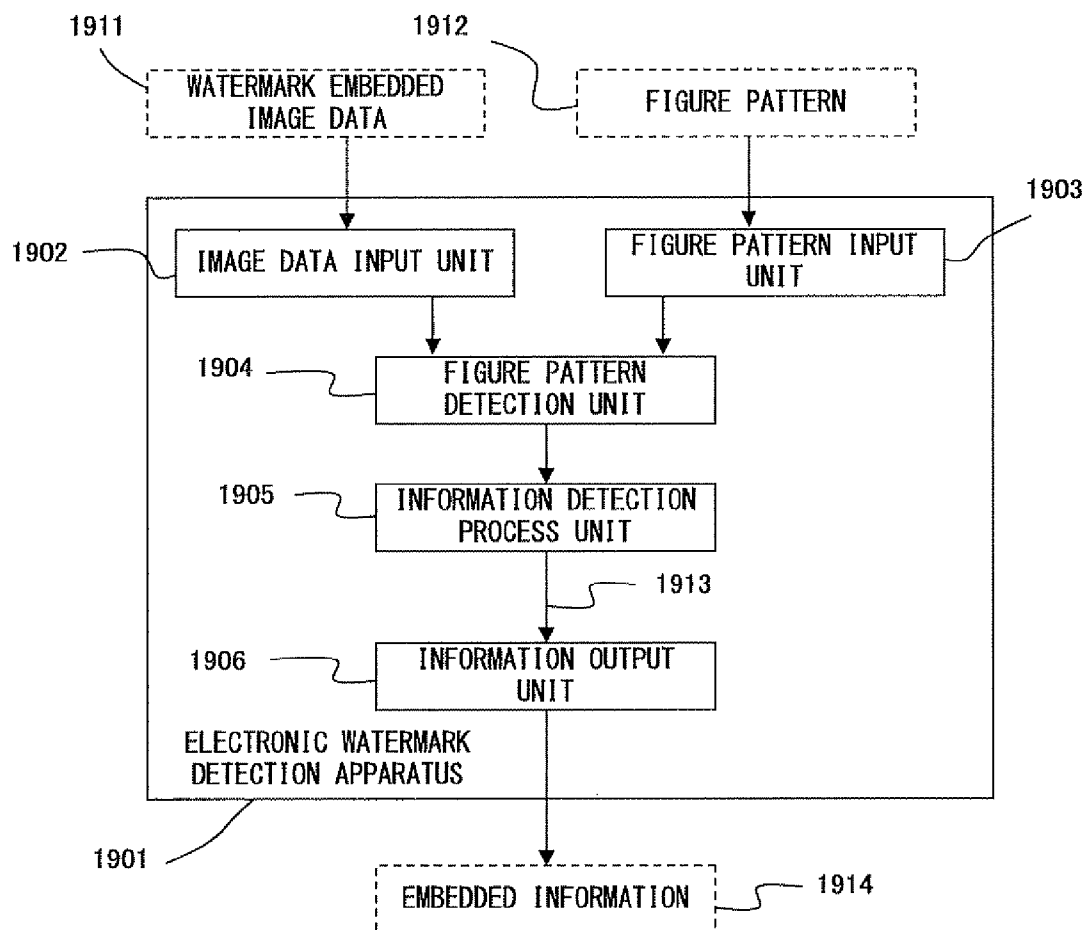 1911
1912
WATERMARK EMBEDDED
IMAGE DATA
FIGURE PATTERN
1903
1902
IMAGE DATA INPUT UNIT
FIGURE PATTERN INPUT
UNIT
1904
FIGURE PATTERN
DETECTION UNIT
1905
INFORMATION DETECTION
PROCESS UNIT
1913
1906
INFORMATION OUTPUT
UNIT
ELECTRONIC WATERMARK
DETECTION APPARATUS
1901
EMBEDDED INFORMATION
1914